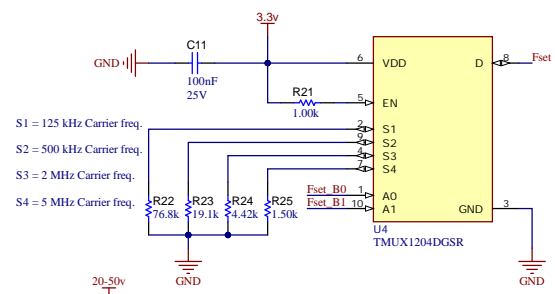 3.3v
C11
GND
100nF
25V
6
VDD
D
8
Fset
R21
1.00k
5
EN
S1 = 125 kHz Carrier freq.
2
S1
S2 = 500 kHz Carrier freq.
9
S2
S3 = 2 MHz Carrier freq.
4
S3
7
S4
S4 = 5 MHz Carrier freq.
R22
R23
R24
R25
76.8k
19.1k
4.42k
1.50k
Fset_B0
1
A0
Fset_B1
10
A1
GND
3
U4
TMUX1204DGSR
20-50v
GND
GND